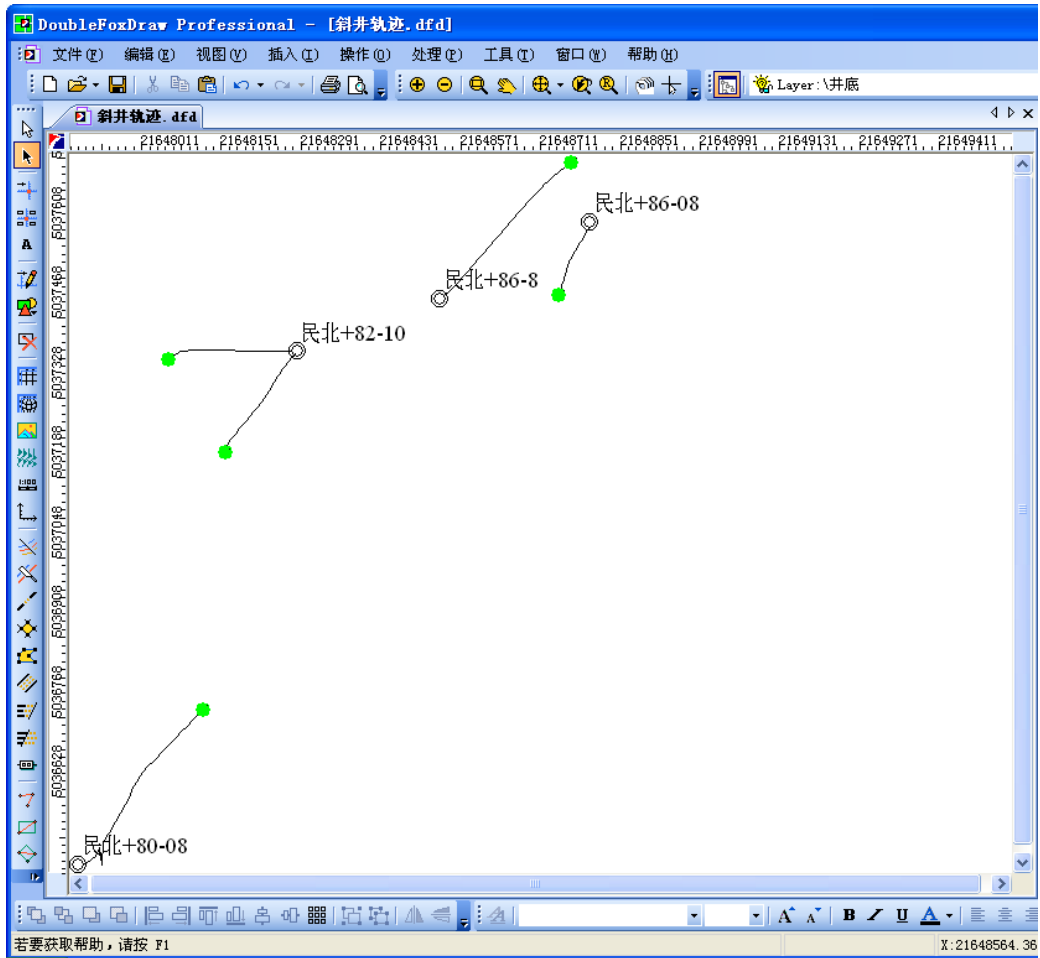 DoubleFoxDraw Professional - [斜井轨迹.dfd]
文件(F) 编辑(E) 视图(V) 插入(I) 操作(O) 处理(P) 工具(T) 窗口(W) 帮助(H)
Layer:\井底
斜井轨迹.dfd
21648011 21648151 21648291 21648431 21648571 21648711 21648851 21648991 21649131 21649271 21649411
5037608
民北+86-08
5037468
民北+86-8
民北+82-10
5037328
5037188
5037048
5036908
5036768
5036628
民北+80-08
B U A
若要获取帮助，请按 F1
X:21648564.36